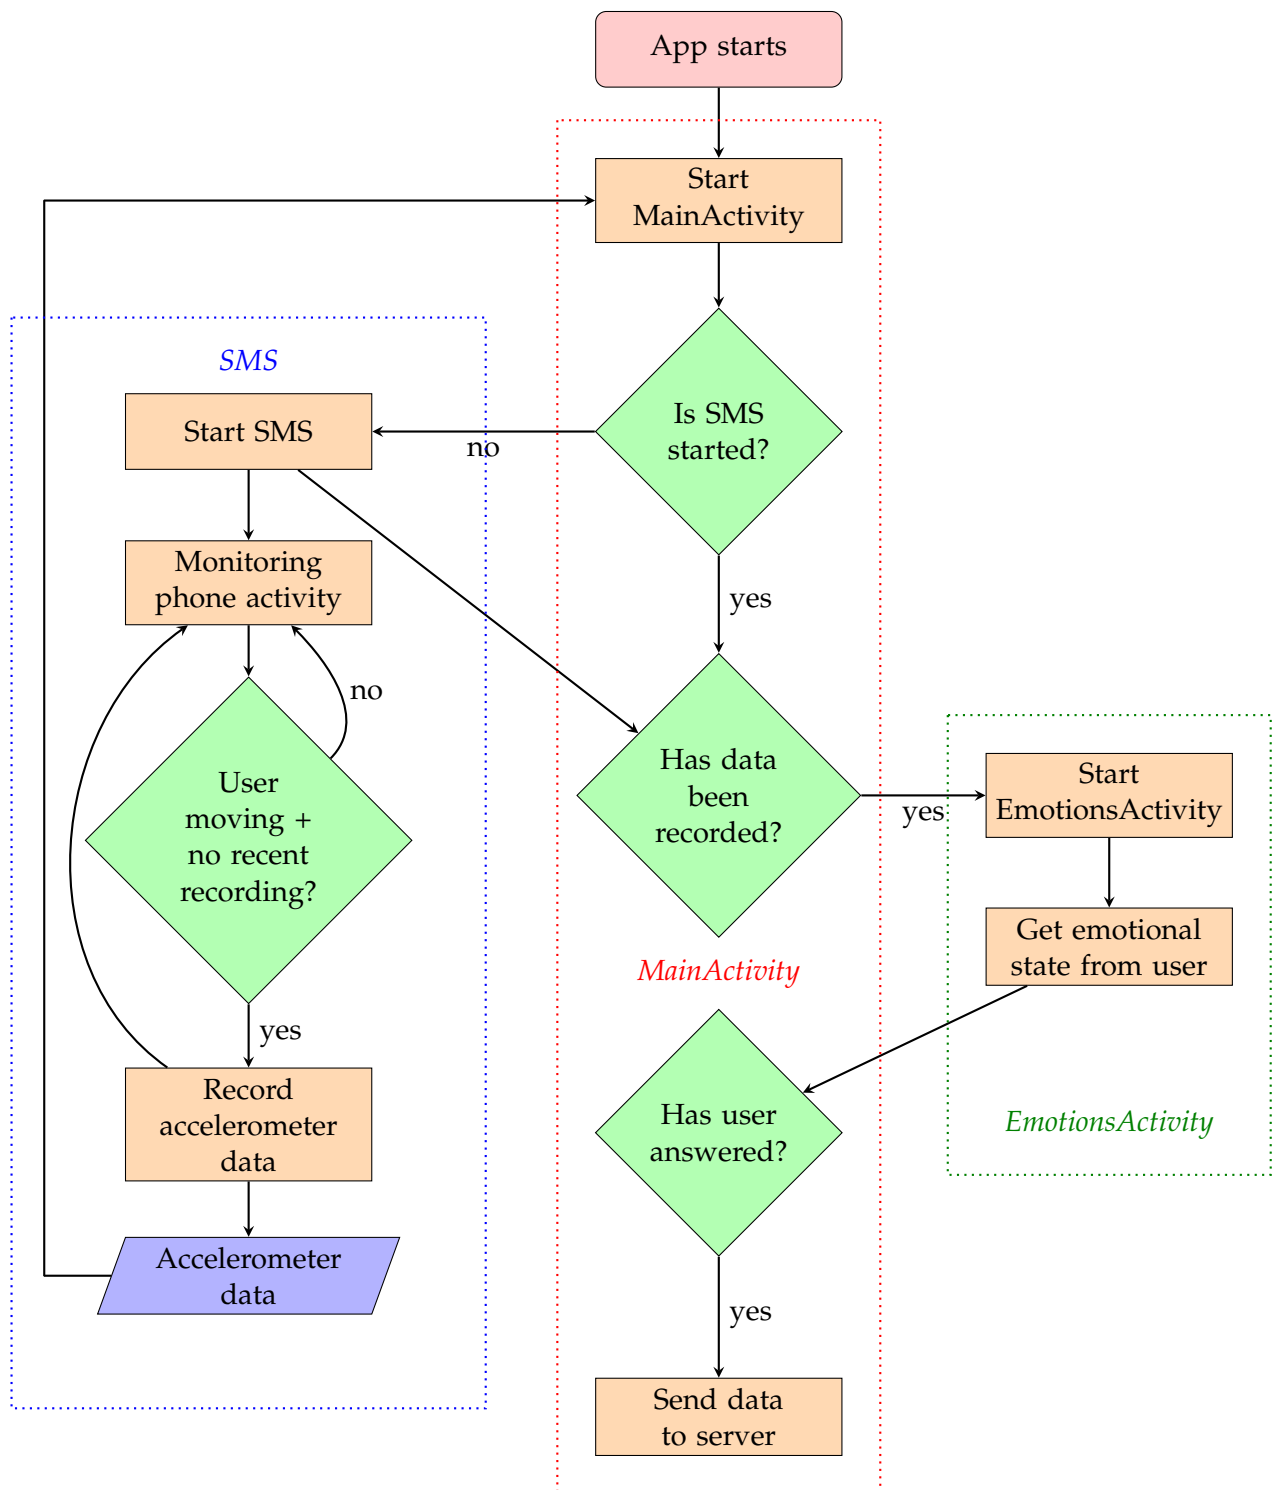 App starts
Start
MainActivity
SMS
Start SMS
no
Is SMS
started?
Monitoring
phone activity
yes
no
User
moving +
no recent
recording?
Has data
been
recorded?
yes
Start
EmotionsActivity
Get emotional
state from user
MainActivity
yes
Record
accelerometer
data
Has user
answered?
EmotionsActivity
Accelerometer
data
yes
Send data
to server